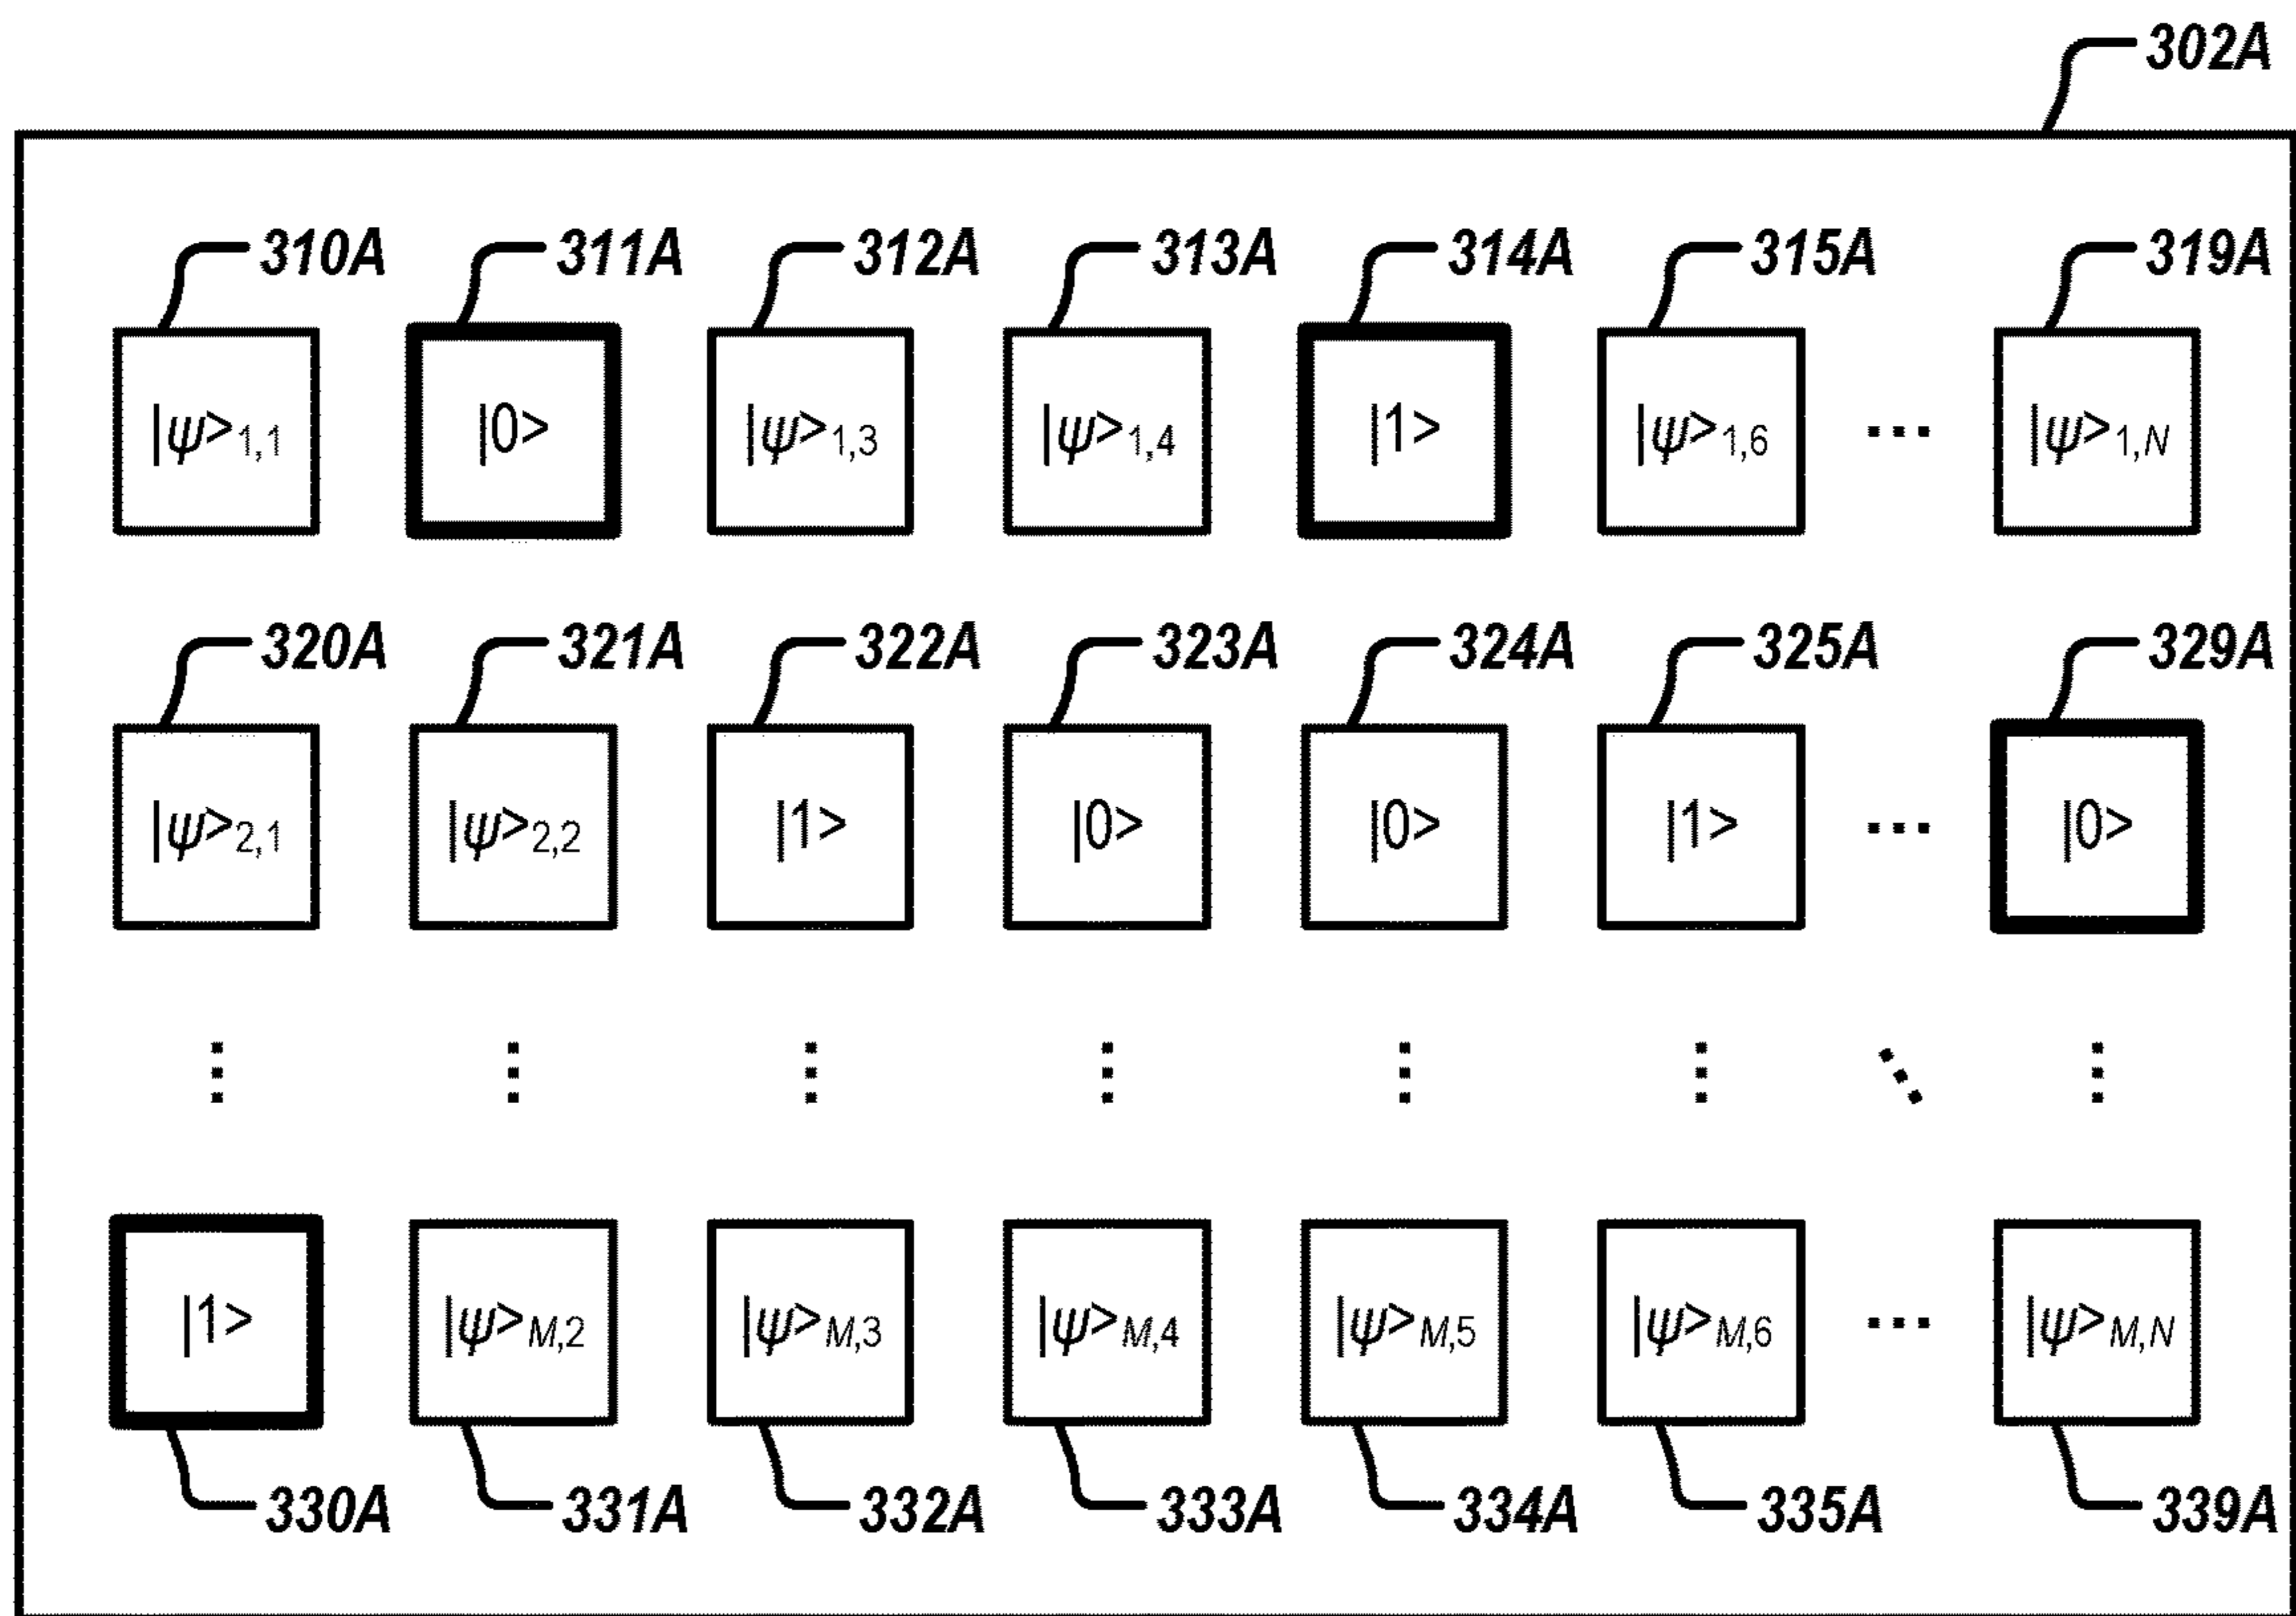 302A
310A 311A 312A 313A 314A 315A 319A
|ψ>1,1 |0> |ψ>1,3 |ψ>1,4 |1> |ψ>1,6 ... |ψ>1,N
320A 321A 322A 323A 324A 325A 329A
|ψ>2,1 |ψ>2,2 |1> |0> |0> |1> ... |0>
|1> |ψ>M,2 |ψ>M,3 |ψ>M,4 |ψ>M,5 |ψ>M,6 ... |ψ>M,N
330A 331A 332A 333A 334A 335A 339A